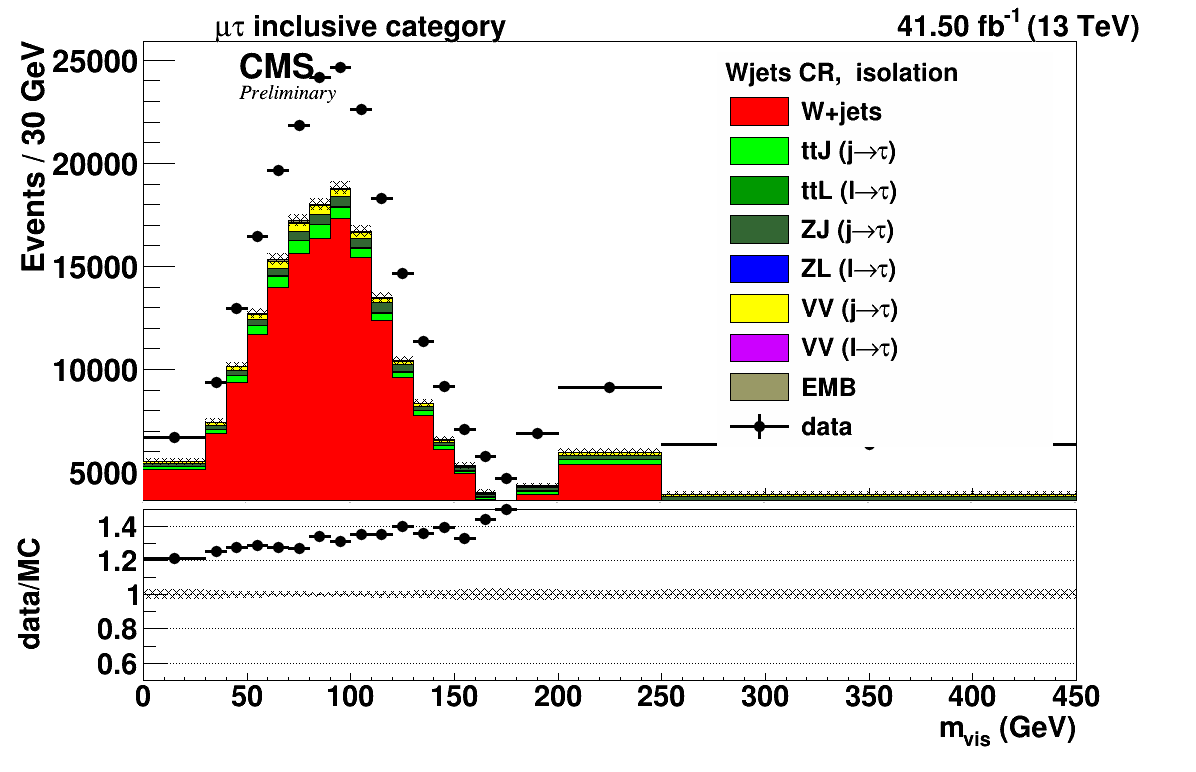 μτ inclusive category
41.50 fb-1 (13 TeV)
CMS
Preliminary
Wjets CR, isolation
W+jets
ttJ (j→τ)
ttL (l→τ)
ZJ (j→τ)
ZL (l→τ)
VV (j→τ)
VV (l→τ)
EMB
data
Events / 30 GeV
25000
20000
15000
10000
5000
data/MC
1.4
1.2
1
0.8
0.6
0 50 100 150 200 250 300 350 400 450
mvis (GeV)